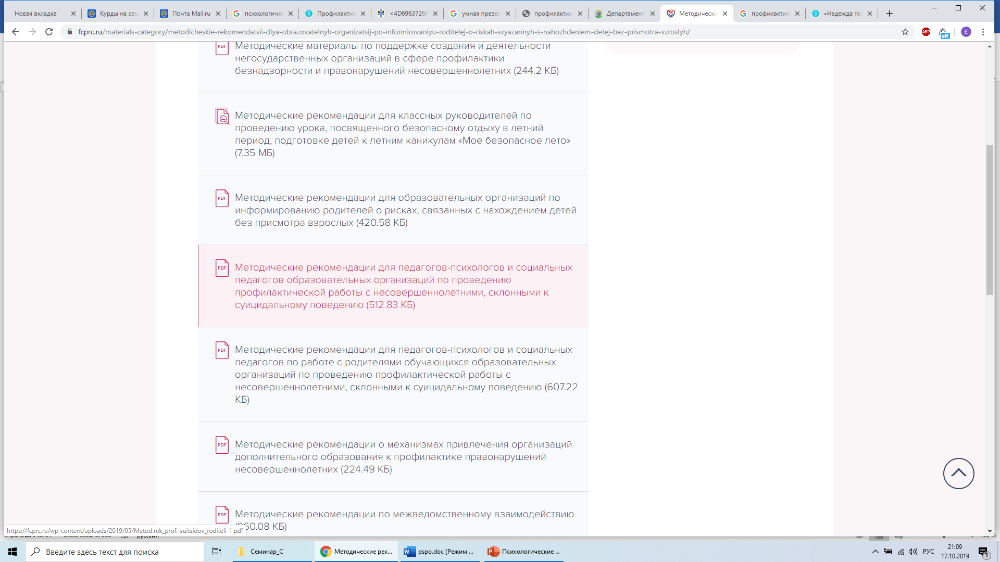 Новая вкладка
Курды на сем
Почта Mail.ru
психологичес
Профилактик
<4D6963726F
умная презен
профилактика
Департамент
Методически
профилактика
«Надежда тво
fcprc.ru/materials-category/metodicheskie-rekomendatsii-dlya-obrazovatelnyh-organizatsij-po-informirovaniyu-roditelej-o-riskah-svyazannyh-s-nahozhdeniem-detej-bez-prismotra-vzroslyh/
ABP
off
E
PDF
Методические материалы по поддержке создания и деятельности
негосударственных организаций в сфере профилактики
безнадзорности и правонарушений несовершеннолетних (244.2 КБ)
Методические рекомендации для классных руководителей по
проведению урока, посвященного безопасному отдыху в летний
период, подготовке детей к летним каникулам «Мое безопасное лето»
(7.35 МБ)
PDF
Методические рекомендации для образовательных организаций по
информированию родителей о рисках, связанных с нахождением детей
без присмотра взрослых (420.58 КБ)
PDF
Методические рекомендации для педагогов-психологов и социальных
педагогов образовательных организаций по проведению
профилактической работы с несовершеннолетними, склонными к
суицидальному поведению (512.83 КБ)
PDF
Методические рекомендации для педагогов-психологов и социальных
педагогов по работе с родителями обучающихся образовательных
организаций по проведению профилактической работы с
несовершеннолетними, склонными к суицидальному поведению (607.22
КБ)
PDF
Методические рекомендации о механизмах привлечения организаций
дополнительного образования к профилактике правонарушений
несовершеннолетних (224.49 КБ)
PDF
Методические рекомендации по межведомственному взаимодействию
(960.08 КБ)
https://fcprc.ru/wp-content/uploads/2019/05/Metod.rek_prof.-suitsidov_roditeli-1.pdf
Введите здесь текст для поиска
Семинар_С
Методические рек...
pspo.doc [Режим ...
Психологические ...
РУС
21:09
17.10.2019
1